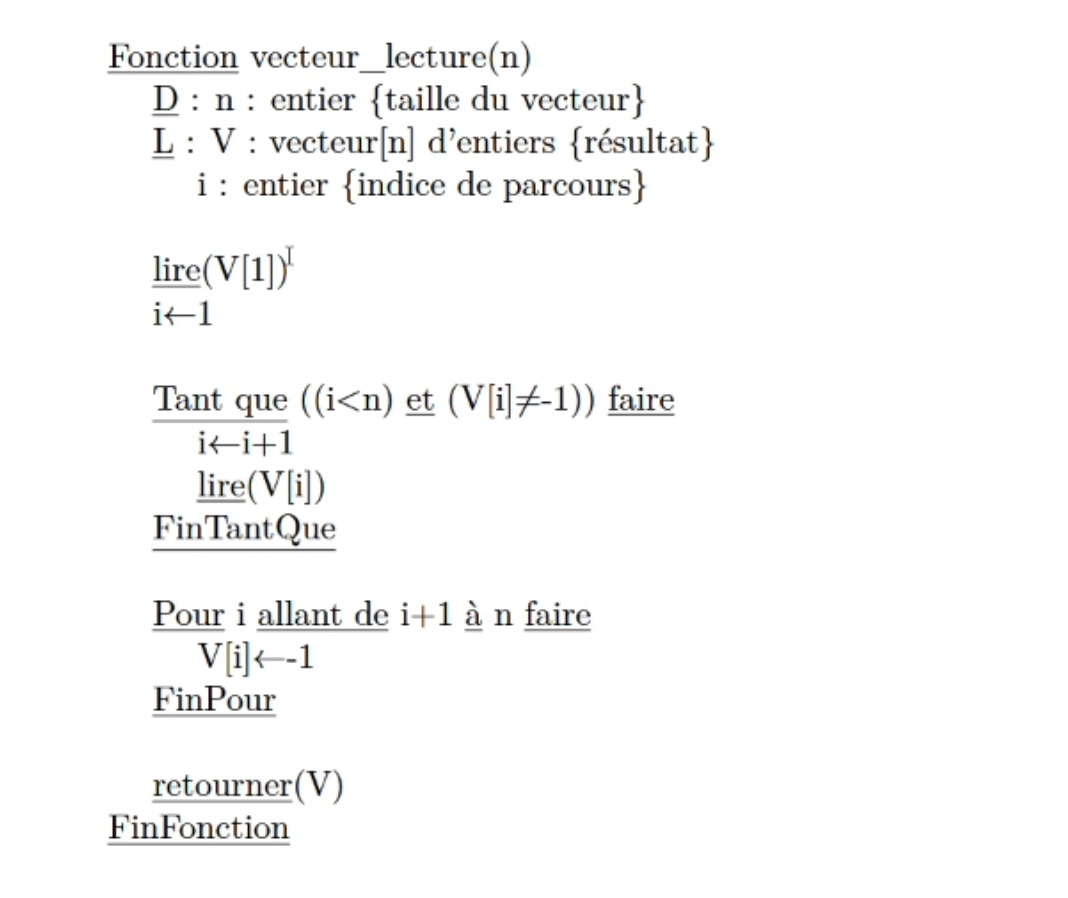 Fonction vecteur_lecture(n)
D : n : entier {taille du vecteur}
L : V : vecteur[n] d'entiers {résultat}
i : entier {indice de parcours}
lire(V[1])
i←1
Tant que ((i<n) et (V[i]≠-1)) faire
i←i+1
lire(V[i])
FinTantQue
Pour i allant de i+1 à n faire
V[i]←-1
FinPour
retourner(V)
FinFonction